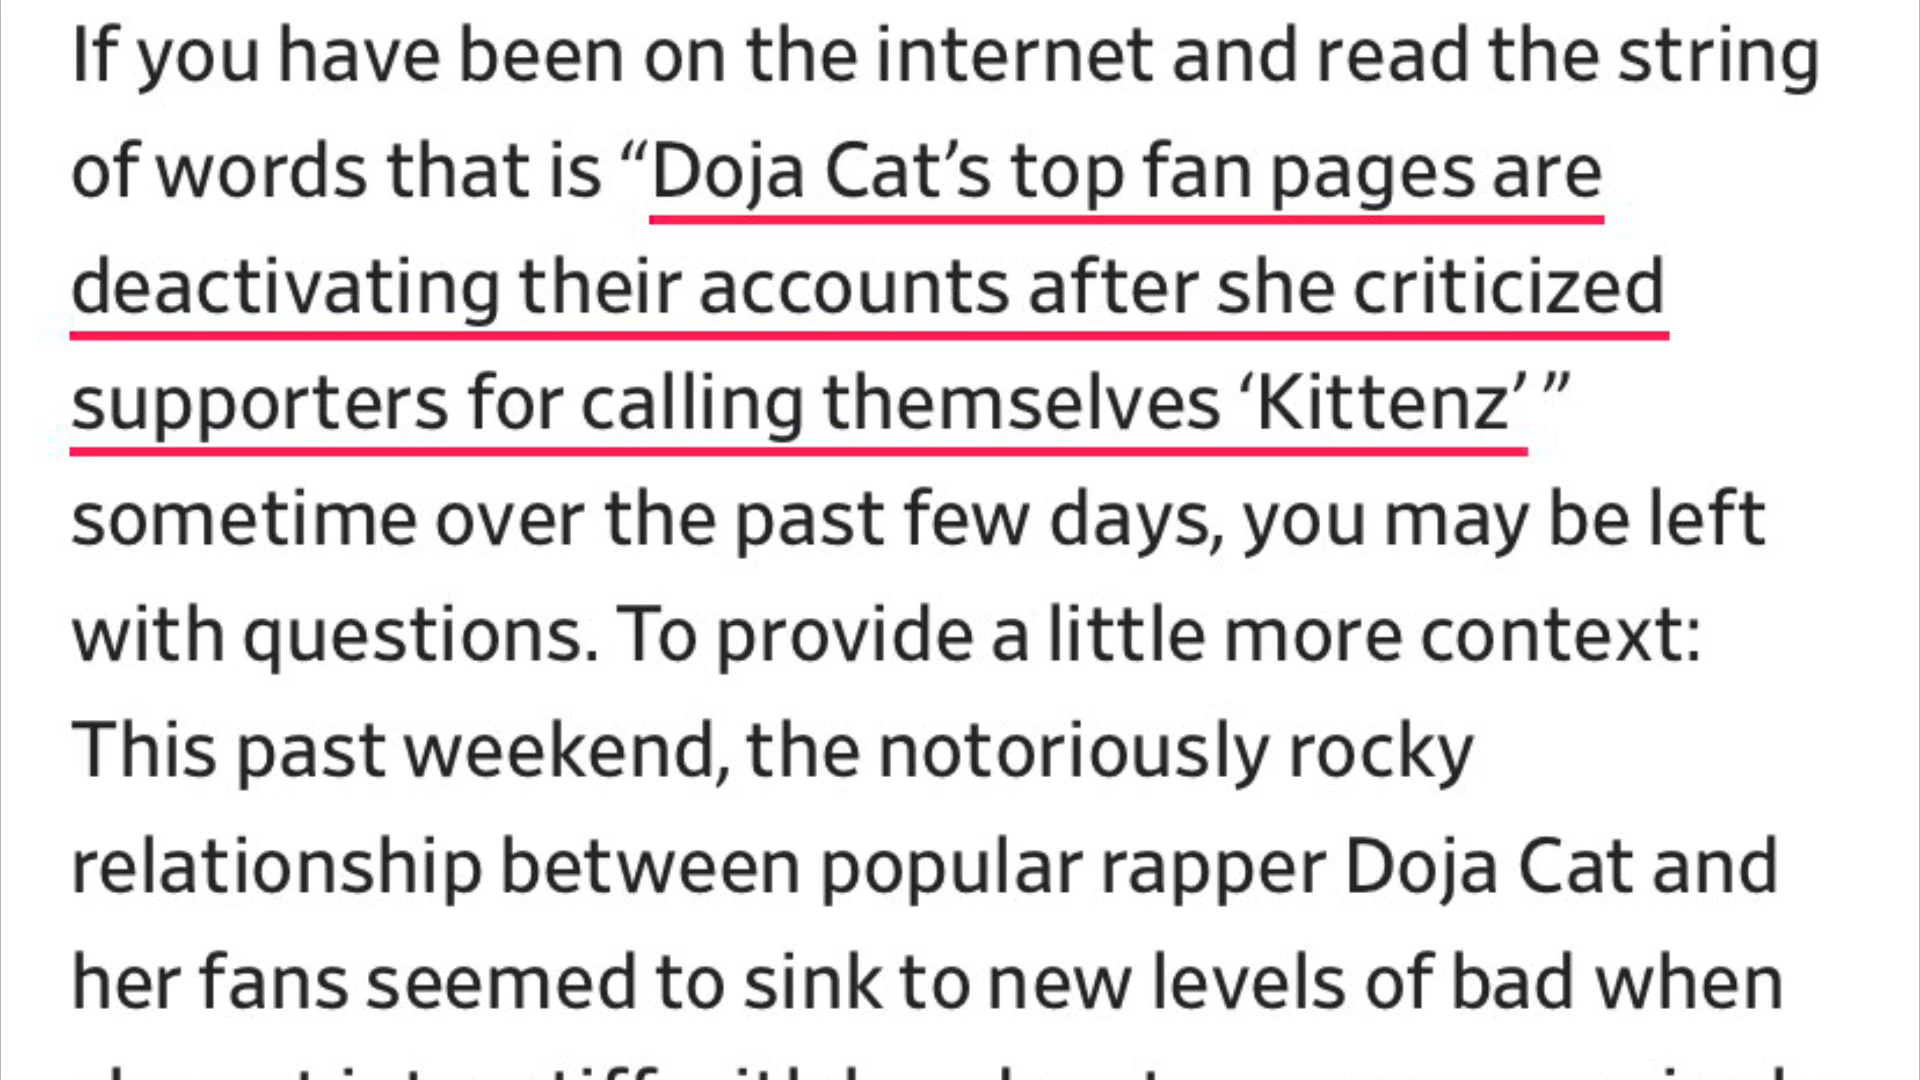 If you have been on the internet and read the string
of words that is “Doja Cat’s top fan pages are
deactivating their accounts after she criticized
supporters for calling themselves ‘Kittenz’ ”
sometime over the past few days, you may be left
with questions. To provide a little more context:
This past weekend, the notoriously rocky
relationship between popular rapper Doja Cat and
her fans seemed to sink to new levels of bad when